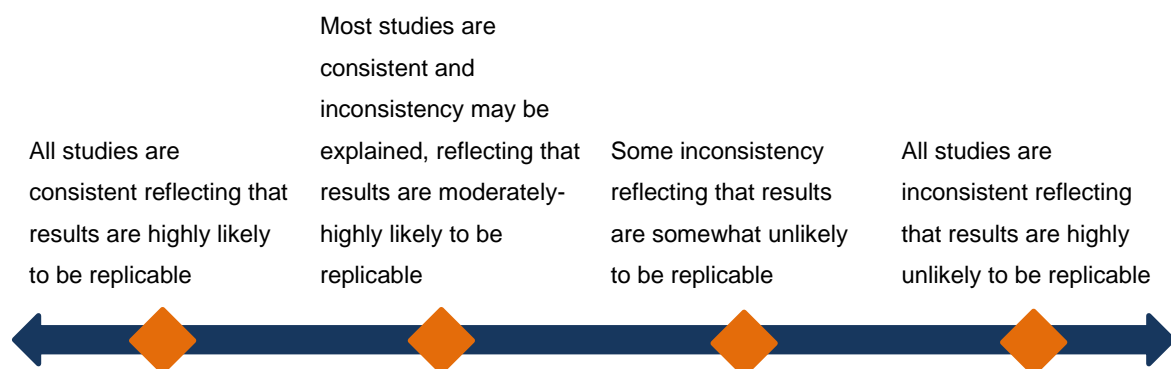 All studies are
consistent reflecting that
results are highly likely
to be replicable
Most studies are
consistent and
inconsistency may be
explained, reflecting that
results are moderately-
highly likely to be
replicable
Some inconsistency
reflecting that results
are somewhat unlikely
to be replicable
All studies are
inconsistent reflecting
that results are highly
unlikely to be replicable